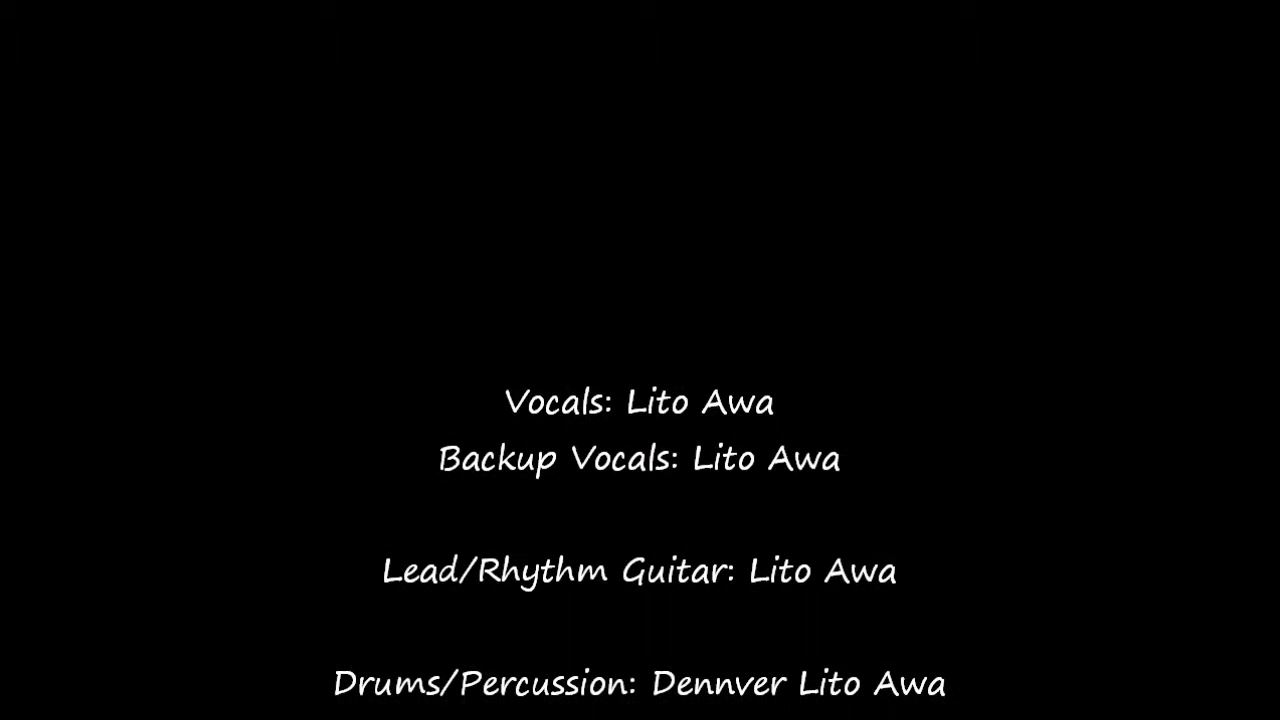 Vocals: Lito Awa
Backup Vocals: Lito Awa
Lead/Rhythm Guitar: Lito Awa
Drums/Percussion: Dennver Lito Awa